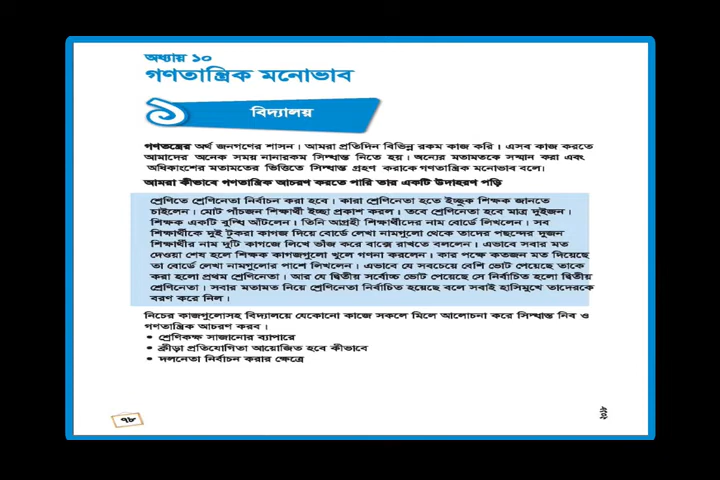 অধ্যায় ১০
গণতান্ত্রিক মনোভাব
১ বিদ্যালয়
গণতন্ত্রের অর্থ জনগণের শাসন। আমরা প্রতিদিন বিভিন্ন রকম কাজ করি। এসব কাজ করতে
আমাদের অনেক সময় নানারকম সিদ্ধান্ত নিতে হয়। অন্যের মতামতকে সম্মান করা এবং
অধিকাংশের মতামতের ভিত্তিতে সিদ্ধান্ত গ্রহণ করাকে গণতান্ত্রিক মনোভাব বলে।
আমরা কীভাবে গণতান্ত্রিক আচরণ করতে পারি তার একটি উদাহরণ পড়ি
শ্রেণিতে শ্রেণিনেতা নির্বাচন করা হবে। কারা শ্রেণিনেতা হতে ইচ্ছুক শিক্ষক জানতে
চাইলেন। মোট পাঁচজন শিক্ষার্থী ইচ্ছা প্রকাশ করল। তবে শ্রেণিনেতা হবে মাত্র দুইজন।
শিক্ষক একটি বুদ্ধি আঁটলেন। তিনি আগ্রহী শিক্ষার্থীদের নাম বোর্ডে লিখলেন। সব
শিক্ষার্থীকে দুই টুকরা কাগজ দিয়ে বোর্ডে লেখা নামগুলো থেকে তাদের পছন্দের দুজন
শিক্ষার্থীর নাম দুটি কাগজে লিখে ভাঁজ করে বাক্সে রাখতে বললেন। এভাবে সবার মত
দেওয়া শেষ হলে শিক্ষক কাগজগুলো খুলে গণনা করলেন। কার পক্ষে কতজন মত দিয়েছে
তা বোর্ডে লেখা নামগুলোর পাশে লিখলেন। এভাবে যে সবচেয়ে বেশি ভোট পেয়েছে তাকে
করা হলো প্রথম শ্রেণিনেতা। আর যে দ্বিতীয় সর্বোচ্চ ভোট পেয়েছে সে নির্বাচিত হলো দ্বিতীয়
শ্রেণিনেতা। সবার মতামত নিয়ে শ্রেণিনেতা নির্বাচিত হয়েছে বলে সবাই হাসিমুখে তাদেরকে
বরণ করে নিল।
নিচের কাজগুলোসহ বিদ্যালয়ে যেকোনো কাজে সকলে মিলে আলোচনা করে সিদ্ধান্ত নিব ও
গণতান্ত্রিক আচরণ করব।
• শ্রেণিকক্ষ সাজানোর ব্যাপারে
• ক্রীড়া প্রতিযোগিতা আয়োজিত হবে কীভাবে
• দলনেতা নির্বাচন করার ক্ষেত্রে
৭৮